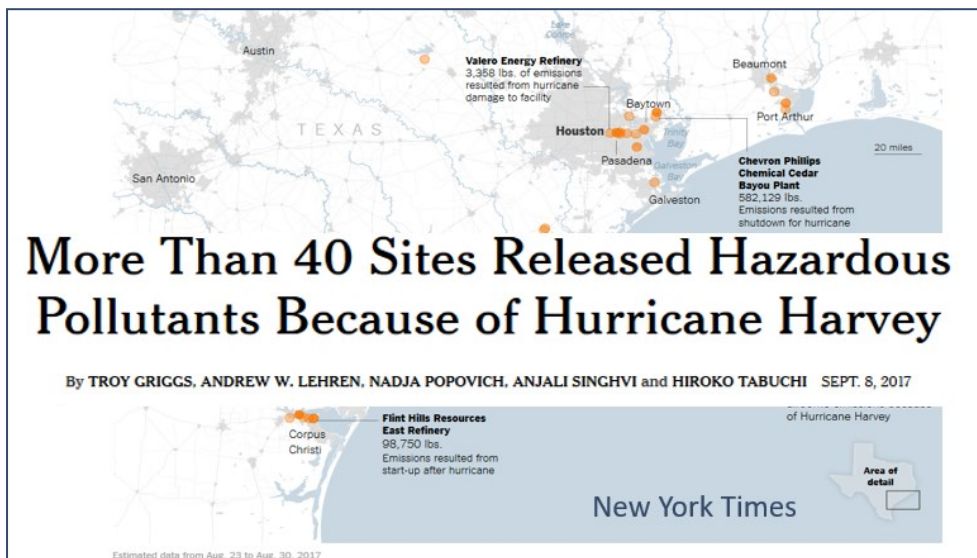 Austin
TEXAS
San Antonio
Valero Energy Refinery
3,358 lbs. of emissions
resulted from hurricane
damage to facility
Baytown
Houston
Pasadena
Trinity
Bay
Galveston
Bay
Galveston
Beaumont
Port Arthur
20 miles
Chevron Phillips
Chemical Cedar
Bayou Plant
582,129 lbs.
Emissions resulted from
shutdown for hurricane
More Than 40 Sites Released Hazardous
Pollutants Because of Hurricane Harvey
By TROY GRIGGS, ANDREW W. LEHREN, NADJA POPOVICH, ANJALI SINGHVI and HIROKO TABUCHI SEPT. 8, 2017
Corpus
Christi
Flint Hills Resources
East Refinery
98,750 lbs.
Emissions resulted from
start-up after hurricane
of Hurricane Harvey
Area of
detail
New York Times
Estimated data from Aug. 23 to Aug. 30, 2017